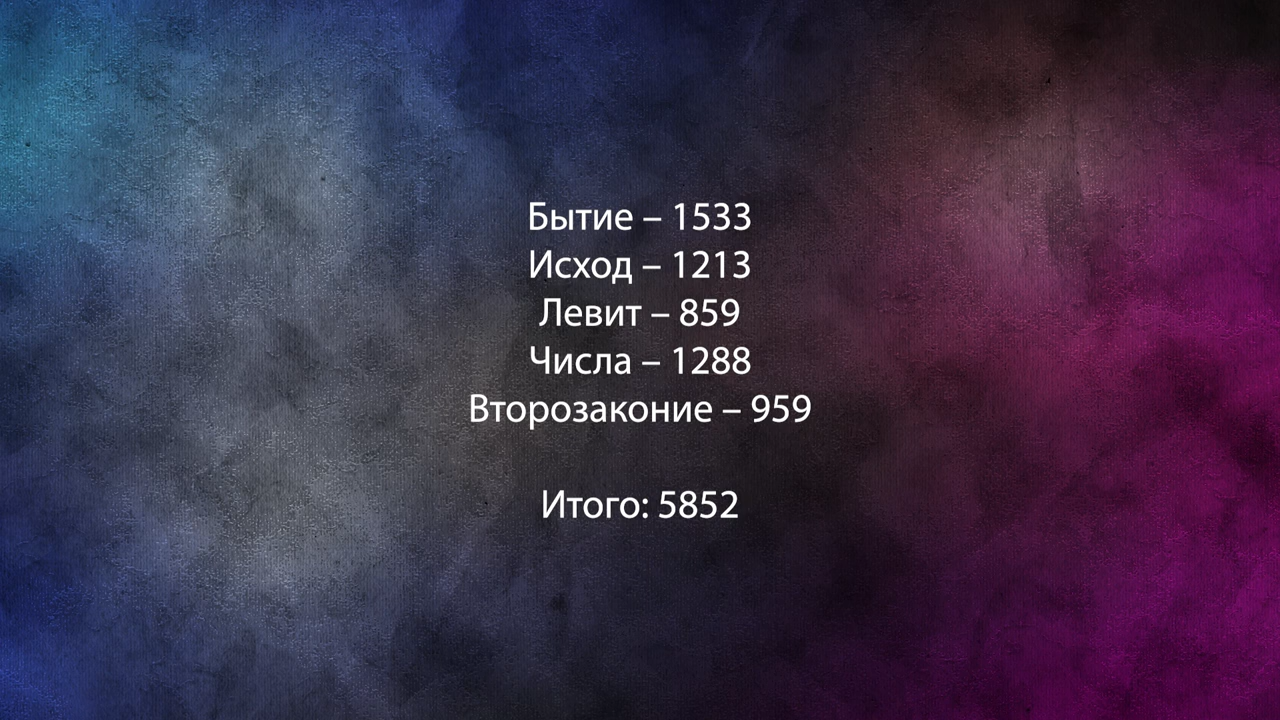 Бытие – 1533
Исход – 1213
Левит – 859
Числа – 1288
Второзаконие – 959
Итого: 5852